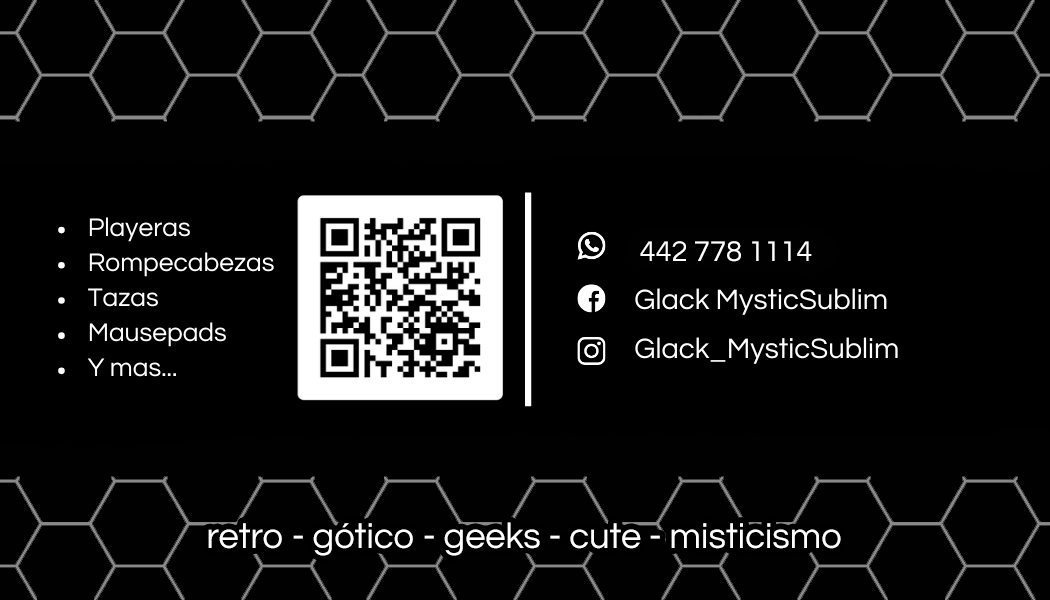 Playeras
Rompecabezas
Tazas
Mausepads
Y mas...
442 778 1114
Glack MysticSublim
Glack_MysticSublim
retro - gótico - geeks - cute - misticismo